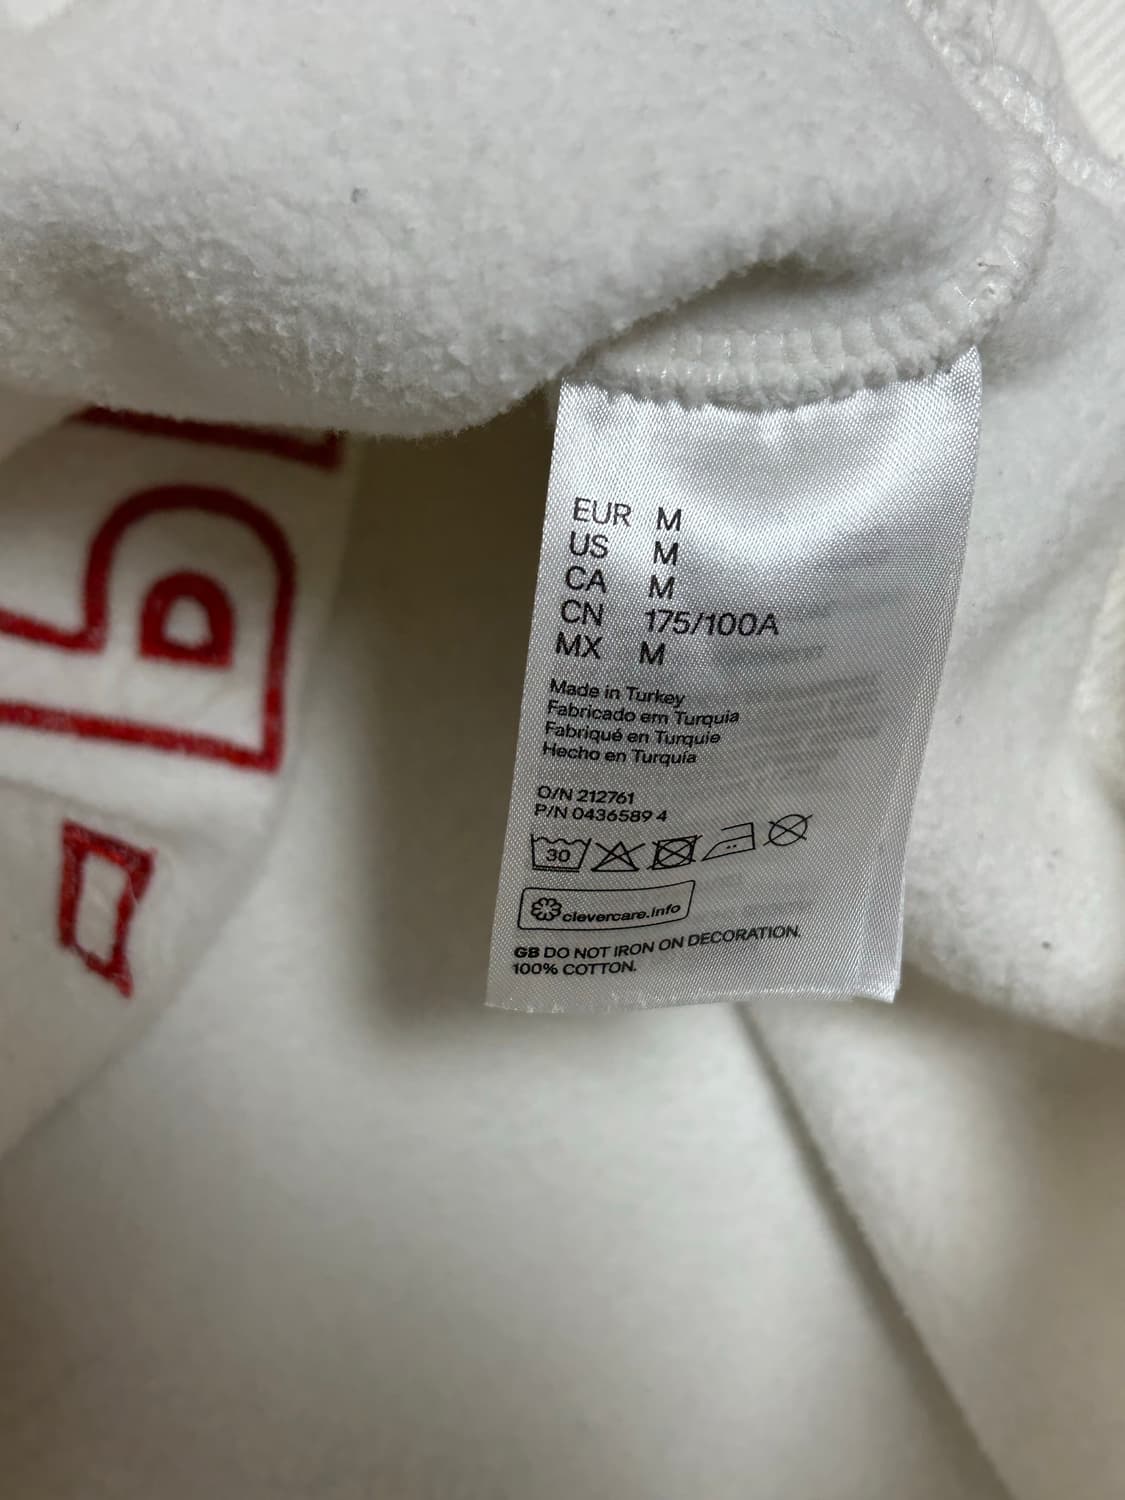 EUR M
US M
CA M
CN 175/100A
MX M
Made in Turkey
Fabricado em Turquia
Fabriqué en Turquie
Hecho en Turquía
O/N 212761
P/N 0436589 4
30
clevercare.info
GB DO NOT IRON ON DECORATION.
100% COTTON.